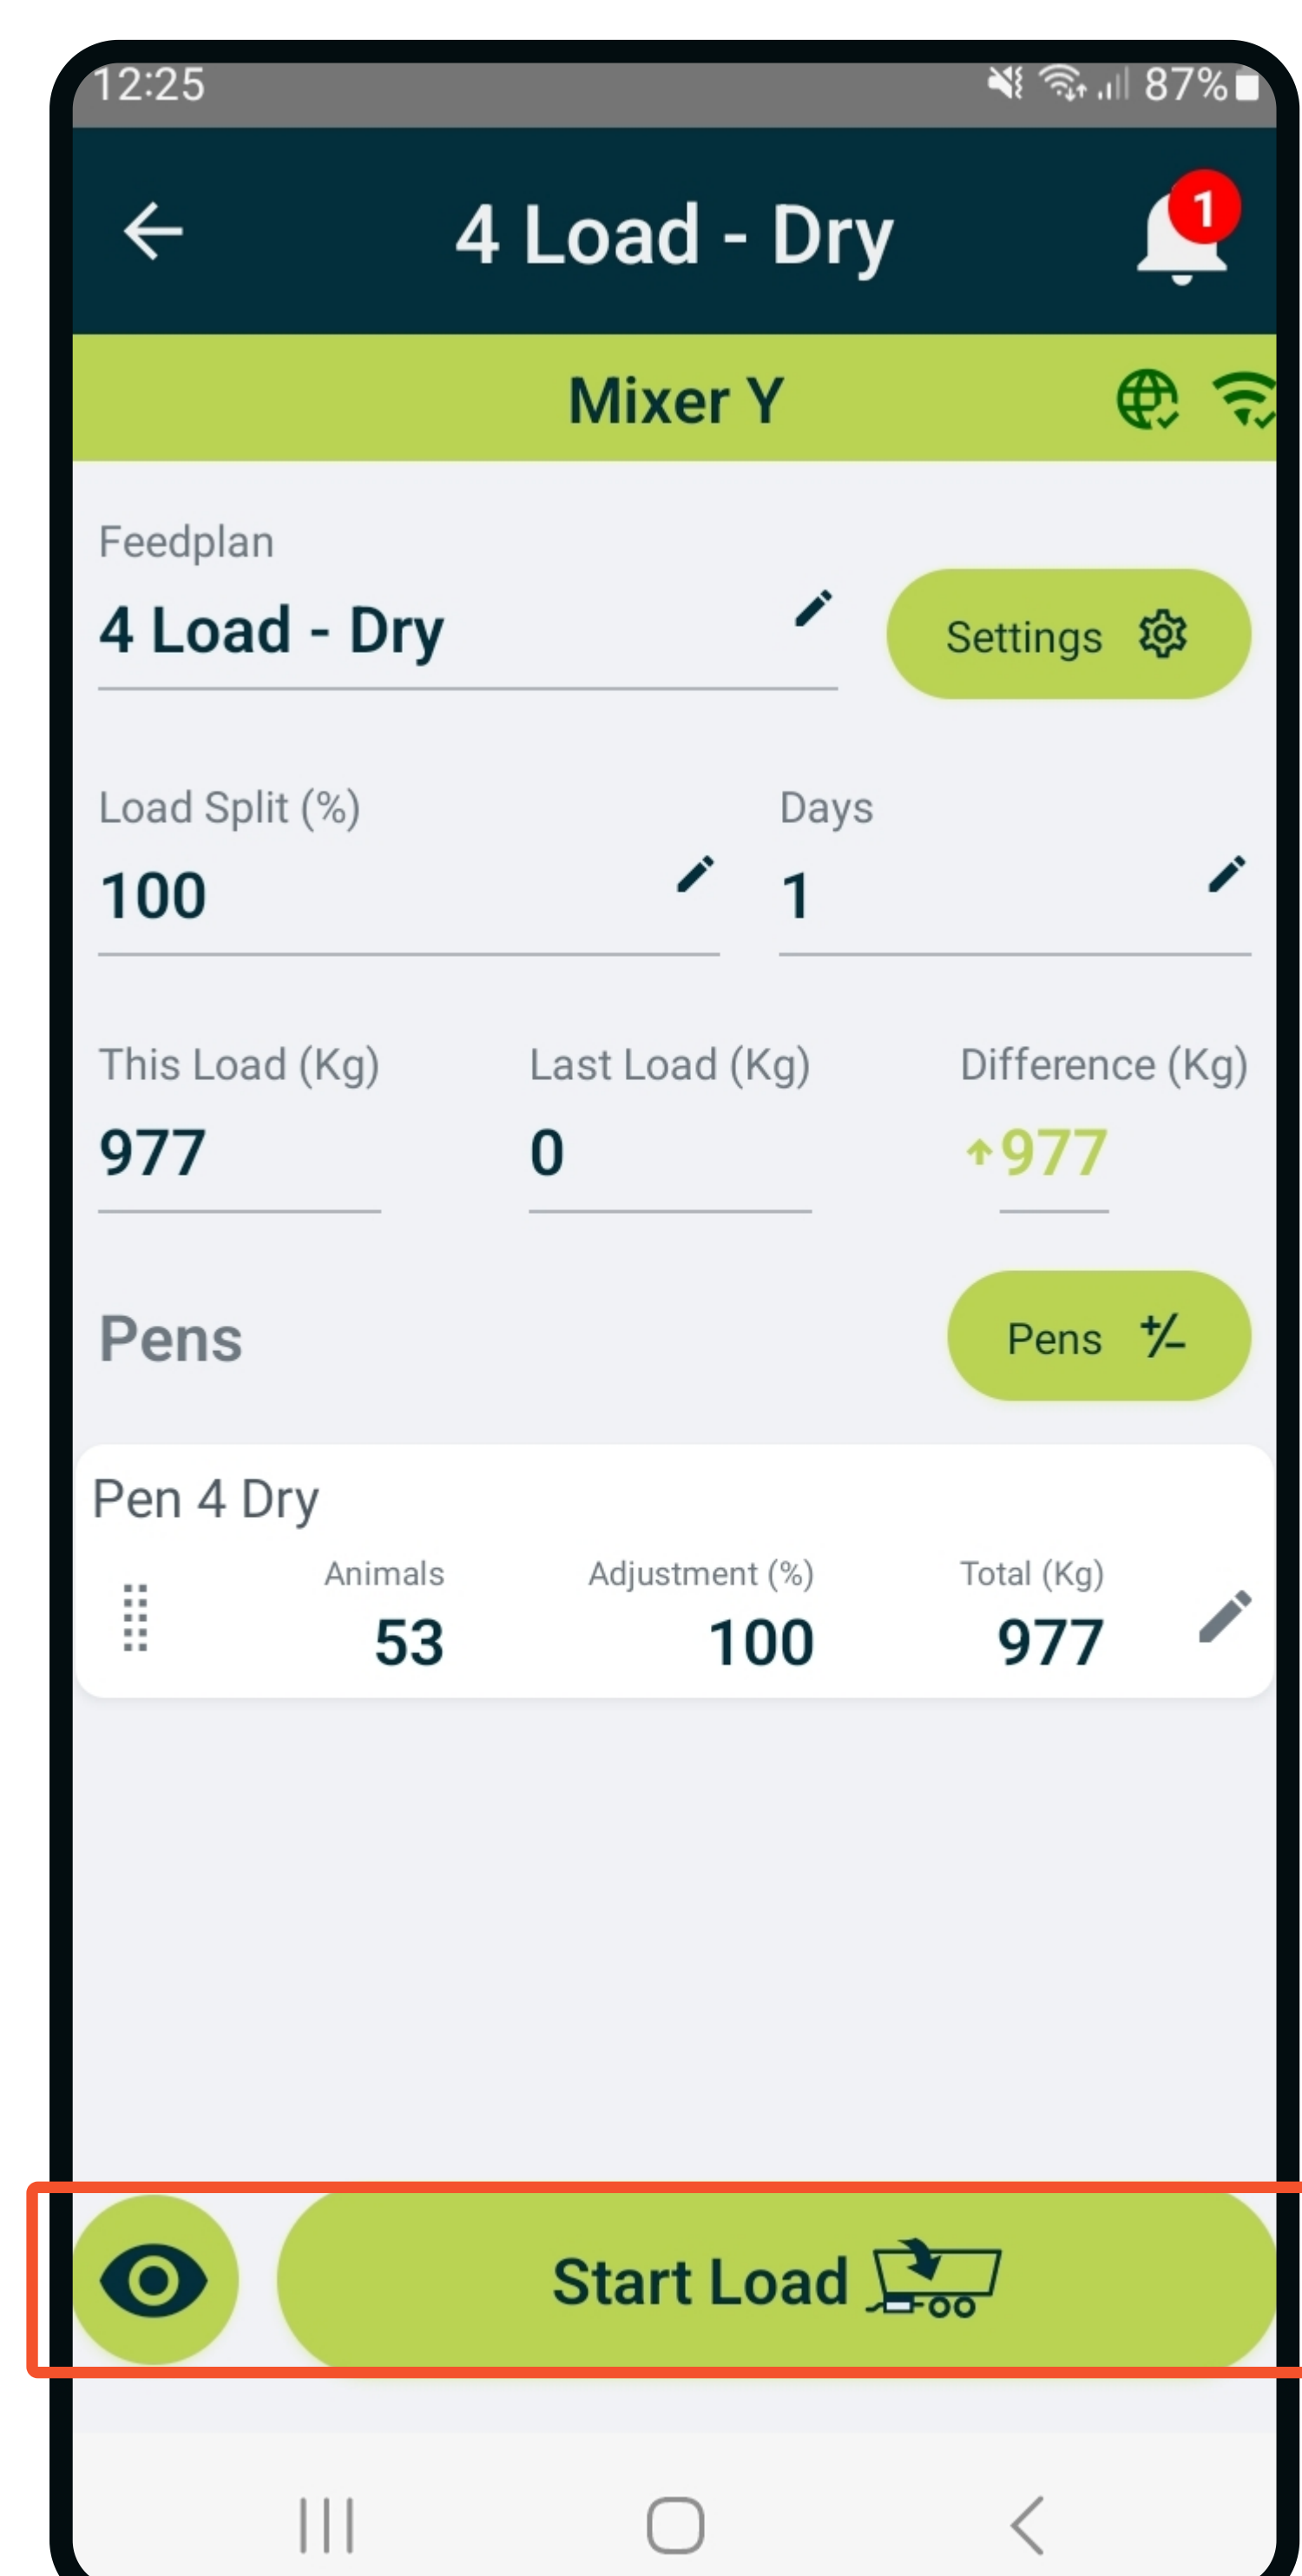 12:25 87%
4 Load - Dry 1
Mixer Y
Feedplan
4 Load - Dry
Settings
Load Split (%) Days
100 1
This Load (Kg) Last Load (Kg) Difference (Kg)
977 0 977
Pens
Pens +/-
Pen 4 Dry
Animals Adjustment (%) Total (Kg)
53 100 977
Start Load